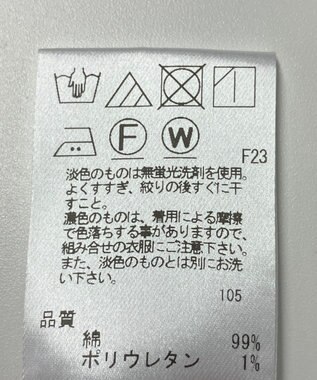 F W F23
淡色のものは無蛍光洗剤を使用。
よくすすぎ、絞りの後すぐに干
すこと。
濃色のものは、着用による摩擦
で色落ちする事がありますので、
組み合せの衣服にご注意下さい。
また、淡色のものとは別にお洗
い下さい。
105
品質
綿 99%
ポリウレタン 1%